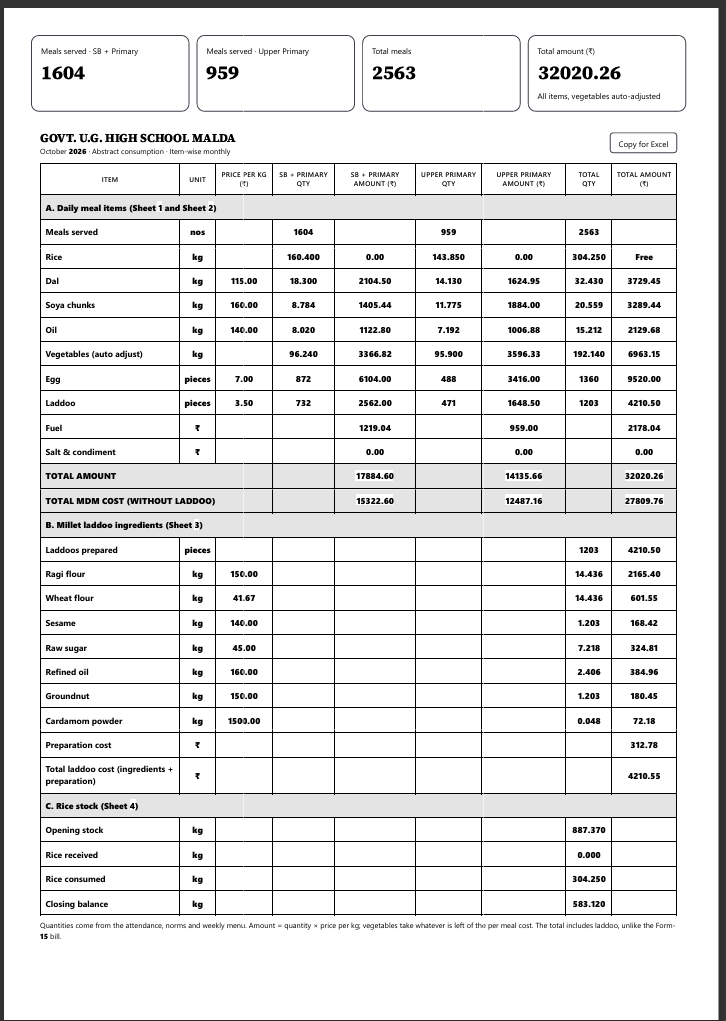 Meals served · SB + Primary
1604
Meals served · Upper Primary
959
Total meals
2563
Total amount (₹)
32020.26
All items, vegetables auto-adjusted
GOVT. U.G. HIGH SCHOOL MALDA
October 2026 · Abstract consumption · Item-wise monthly
Copy for Excel
ITEM UNIT PRICE PER KG (₹) SB + PRIMARY QTY SB + PRIMARY AMOUNT (₹) UPPER PRIMARY QTY UPPER PRIMARY AMOUNT (₹) TOTAL QTY TOTAL AMOUNT (₹)
A. Daily meal items (Sheet 1 and Sheet 2)
Meals served nos 1604 959 2563
Rice kg 160.400 0.00 143.850 0.00 304.250 Free
Dal kg 115.00 18.300 2104.50 14.130 1624.95 32.430 3729.45
Soya chunks kg 160.00 8.784 1405.44 11.775 1884.00 20.559 3289.44
Oil kg 140.00 8.020 1122.80 7.192 1006.88 15.212 2129.68
Vegetables (auto adjust) kg 96.240 3366.82 95.900 3596.33 192.140 6963.15
Egg pieces 7.00 872 6104.00 488 3416.00 1360 9520.00
Laddoo pieces 3.50 732 2562.00 471 1648.50 1203 4210.50
Fuel ₹ 1219.04 959.00 2178.04
Salt & condiment ₹ 0.00 0.00 0.00
TOTAL AMOUNT 17884.60 14135.66 32020.26
TOTAL MDM COST (WITHOUT LADDOO) 15322.60 12487.16 27809.76
B. Millet laddoo ingredients (Sheet 3)
Laddoos prepared pieces 1203 4210.50
Ragi flour kg 150.00 14.436 2165.40
Wheat flour kg 41.67 14.436 601.55
Sesame kg 140.00 1.203 168.42
Raw sugar kg 45.00 7.218 324.81
Refined oil kg 160.00 2.406 384.96
Groundnut kg 150.00 1.203 180.45
Cardamom powder kg 1500.00 0.048 72.18
Preparation cost ₹ 312.78
Total laddoo cost (ingredients + preparation) ₹ 4210.55
C. Rice stock (Sheet 4)
Opening stock kg 887.370
Rice received kg 0.000
Rice consumed kg 304.250
Closing balance kg 583.120
Quantities come from the attendance, norms and weekly menu. Amount = quantity × price per kg; vegetables take whatever is left of the per meal cost. The total includes laddoo, unlike the Form-
15 bill.